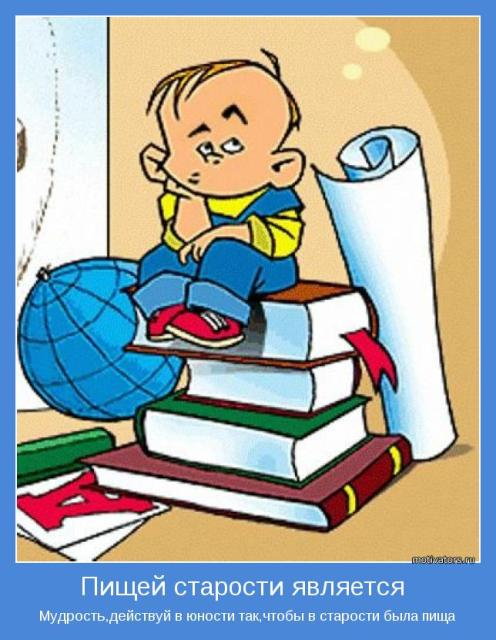 А
motivators.ru
Пищей старости является
Мудрость,действуй в юности так,чтобы в старости была пища